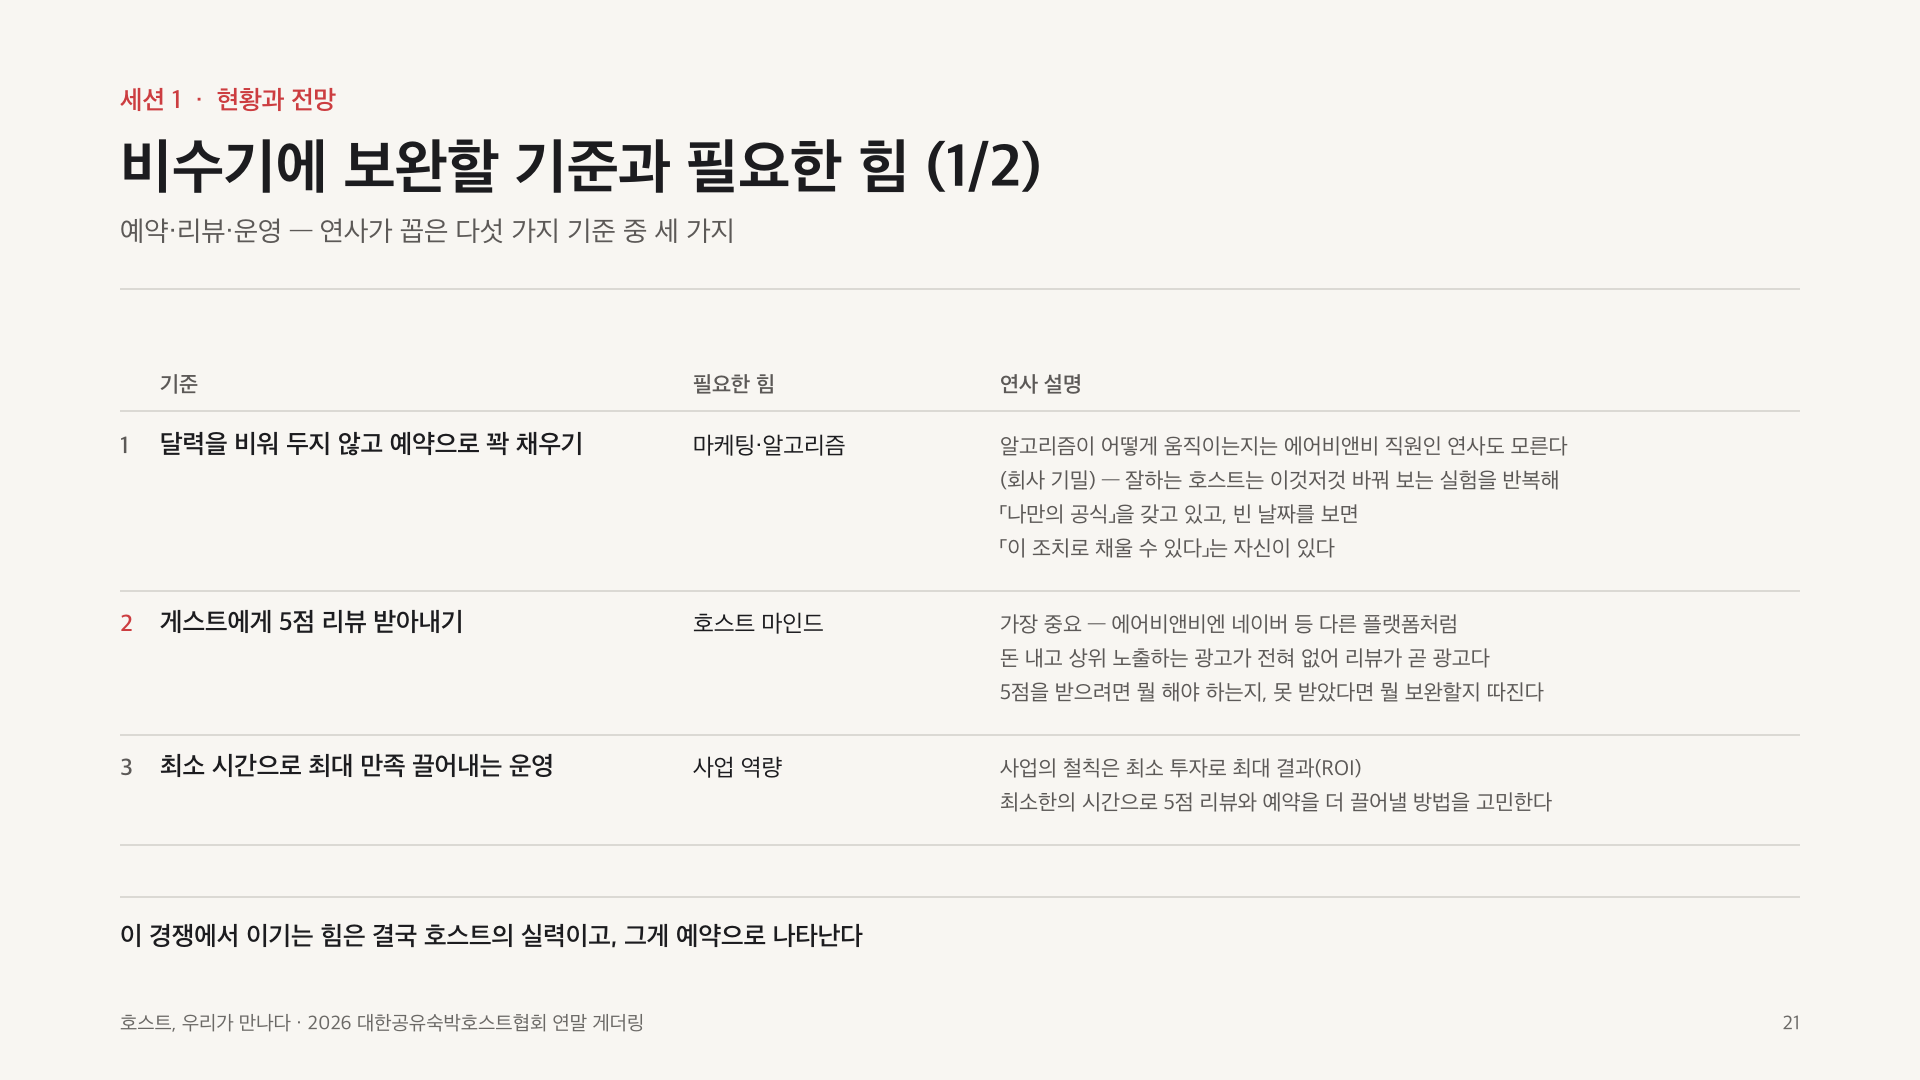 세션 1 · 현황과 전망
비수기에 보완할 기준과 필요한 힘 (1/2)
예약·리뷰·운영 — 연사가 꼽은 다섯 가지 기준 중 세 가지
기준 필요한 힘 연사 설명
1 달력을 비워 두지 않고 예약으로 꽉 채우기 마케팅·알고리즘 알고리즘이 어떻게 움직이는지는 에어비앤비 직원인 연사도 모른다
(회사 기밀) — 잘하는 호스트는 이것저것 바꿔 보는 실험을 반복해
「나만의 공식」을 갖고 있고, 빈 날짜를 보면
「이 조치로 채울 수 있다」는 자신이 있다
2 게스트에게 5점 리뷰 받아내기 호스트 마인드 가장 중요 — 에어비앤비엔 네이버 등 다른 플랫폼처럼
돈 내고 상위 노출하는 광고가 전혀 없어 리뷰가 곧 광고다
5점을 받으려면 뭘 해야 하는지, 못 받았다면 뭘 보완할지 따진다
3 최소 시간으로 최대 만족 끌어내는 운영 사업 역량 사업의 철칙은 최소 투자로 최대 결과(ROI)
최소한의 시간으로 5점 리뷰와 예약을 더 끌어낼 방법을 고민한다
이 경쟁에서 이기는 힘은 결국 호스트의 실력이고, 그게 예약으로 나타난다
호스트, 우리가 만나다 · 2026 대한공유숙박호스트협회 연말 게더링 21